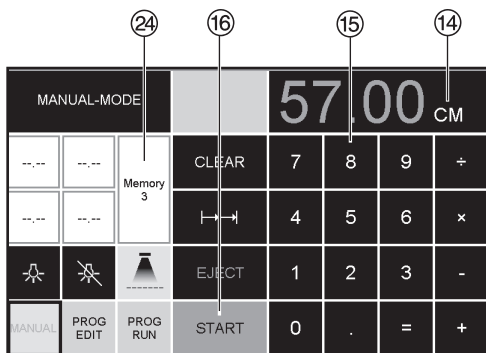 24 16 15 14
MANUAL-MODE 57.00 CM
--.-- --.-- Memory 3 CLEAR 7 8 9 ÷
--.-- --.-- 4 5 6 ×
EJECT 1 2 3 -
MANUAL PROG EDIT PROG RUN START 0 . = +